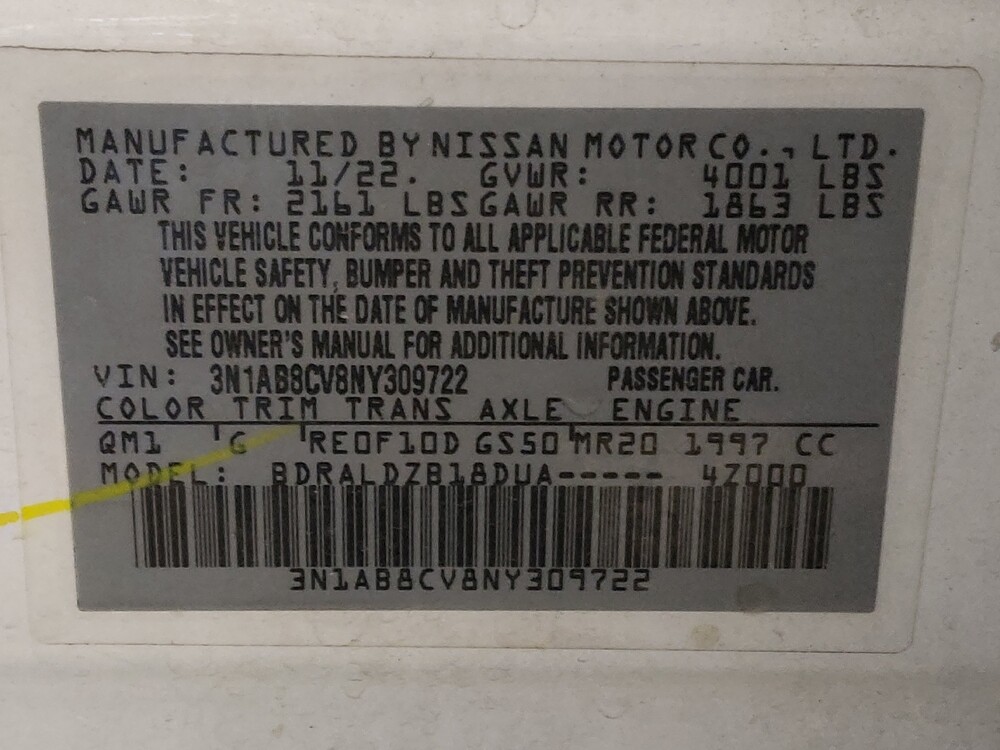 MANUFACTURED BY NISSAN MOTOR CO., LTD.
DATE: 11/22. GVWR: 4001 LBS
GAWR FR: 2161 LBS GAWR RR: 1863 LBS
THIS VEHICLE CONFORMS TO ALL APPLICABLE FEDERAL MOTOR
VEHICLE SAFETY, BUMPER AND THEFT PREVENTION STANDARDS
IN EFFECT ON THE DATE OF MANUFACTURE SHOWN ABOVE.
SEE OWNER'S MANUAL FOR ADDITIONAL INFORMATION.
VIN: 3N1AB8CV8NY309722 PASSENGER CAR.
COLOR TRIM TRANS AXLE ENGINE
QM1 G RE0F10D GS50 MR20 1997 CC
MODEL: BDRALDZB18DUA----- 4Z000
3N1AB8CV8NY309722